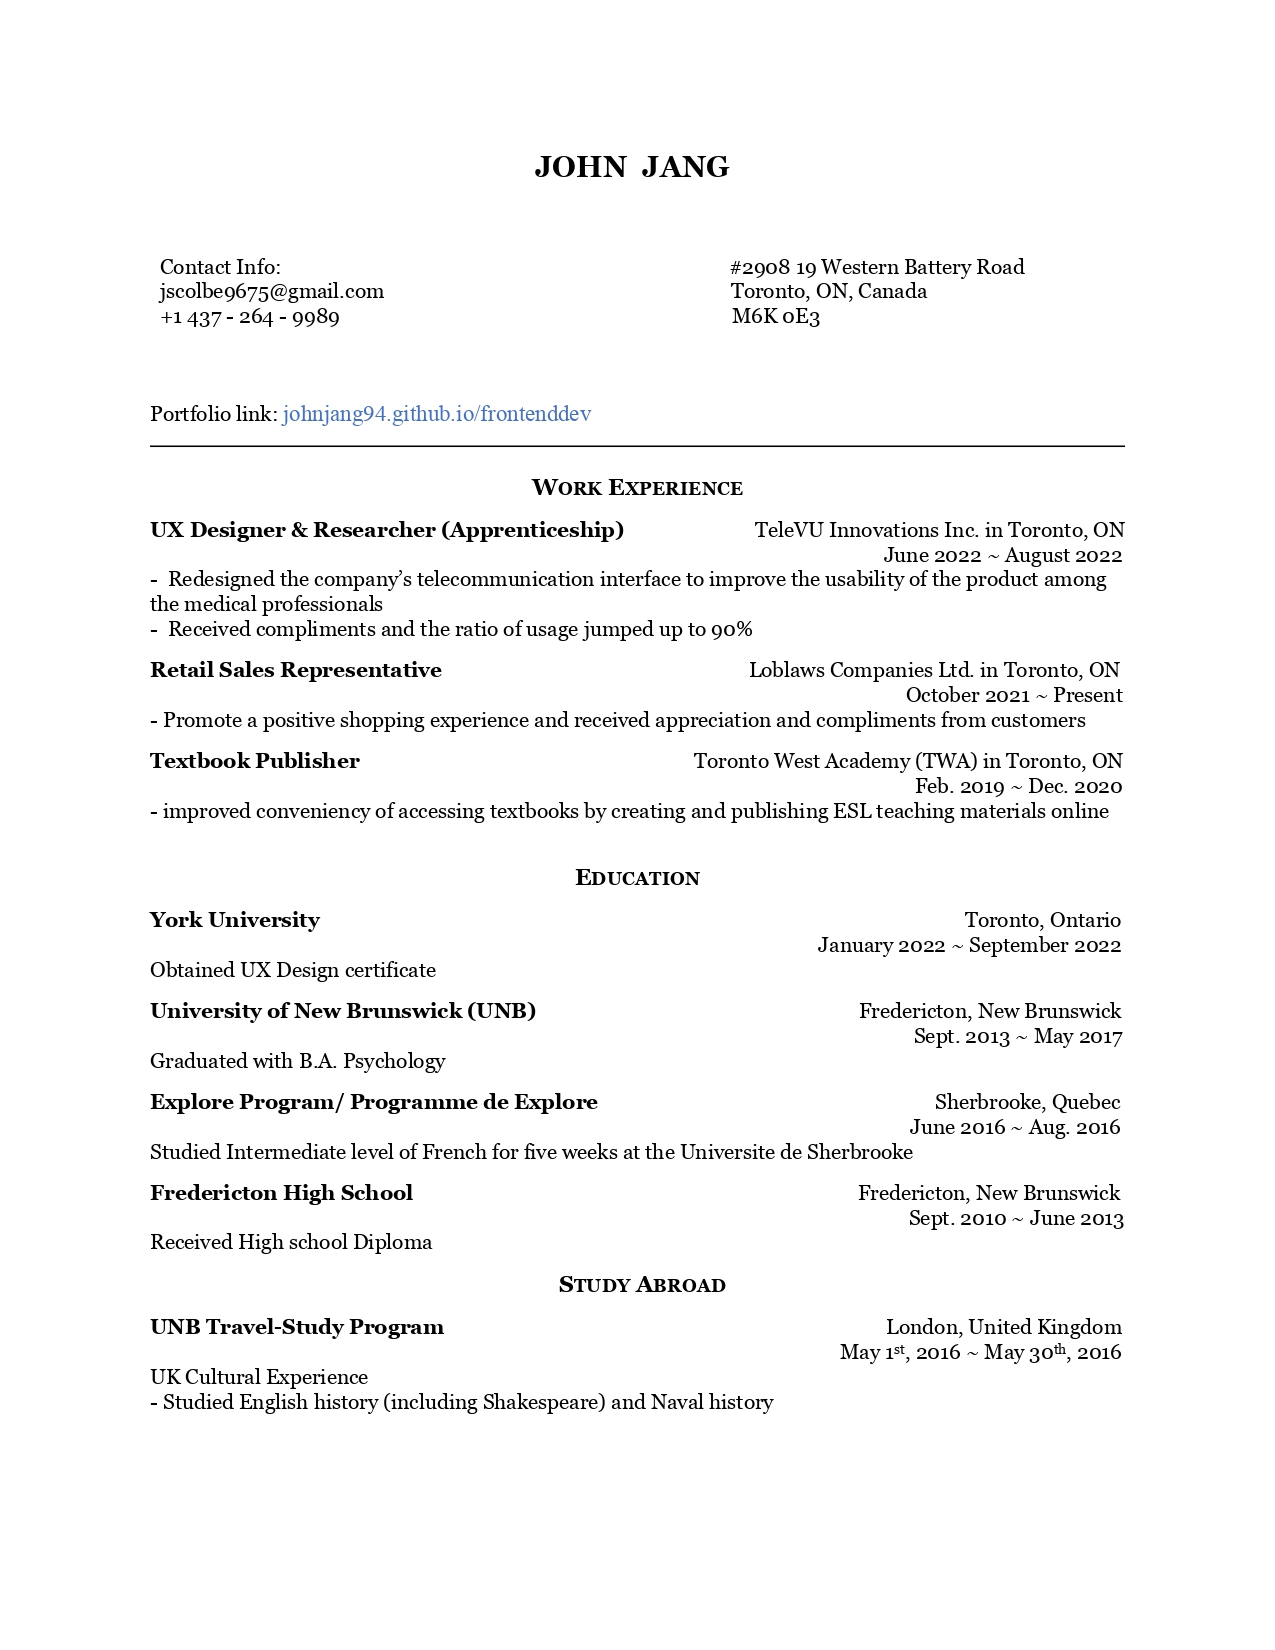 JOHN JANG
Contact Info:
#2908 19 Western Battery Road
jscolbe9675@gmail.com
Toronto, ON, Canada
+1 437 - 264 - 9989
M6K 0E3
Portfolio link: johnjang94.github.io/frontenddev
WORK EXPERIENCE
UX Designer & Researcher (Apprenticeship) TeleVU Innovations Inc. in Toronto, ON
June 2022 ~ August 2022
- Redesigned the company’s telecommunication interface to improve the usability of the product among
the medical professionals
- Received compliments and the ratio of usage jumped up to 90%
Retail Sales Representative Loblaws Companies Ltd. in Toronto, ON
October 2021 ~ Present
- Promote a positive shopping experience and received appreciation and compliments from customers
Textbook Publisher Toronto West Academy (TWA) in Toronto, ON
Feb. 2019 ~ Dec. 2020
- improved conveniency of accessing textbooks by creating and publishing ESL teaching materials online
EDUCATION
York University Toronto, Ontario
January 2022 ~ September 2022
Obtained UX Design certificate
University of New Brunswick (UNB) Fredericton, New Brunswick
Sept. 2013 ~ May 2017
Graduated with B.A. Psychology
Explore Program/ Programme de Explore Sherbrooke, Quebec
June 2016 ~ Aug. 2016
Studied Intermediate level of French for five weeks at the Universite de Sherbrooke
Fredericton High School Fredericton, New Brunswick
Sept. 2010 ~ June 2013
Received High school Diploma
STUDY ABROAD
UNB Travel-Study Program London, United Kingdom
May 1st, 2016 ~ May 30th, 2016
UK Cultural Experience
- Studied English history (including Shakespeare) and Naval history